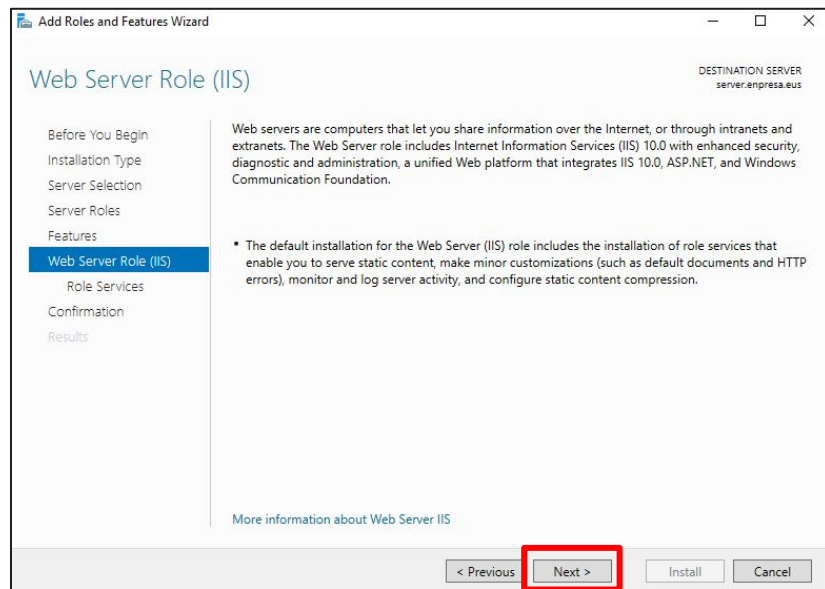 Add Roles and Features Wizard
Web Server Role (IIS)
DESTINATION SERVER
server.enpresa.eus
Before You Begin
Installation Type
Server Selection
Server Roles
Features
Web Server Role (IIS)
Role Services
Confirmation
Results
Web servers are computers that let you share information over the Internet, or through intranets and
extranets. The Web Server role includes Internet Information Services (IIS) 10.0 with enhanced security,
diagnostic and administration, a unified Web platform that integrates IIS 10.0, ASP.NET, and Windows
Communication Foundation.
• The default installation for the Web Server (IIS) role includes the installation of role services that
enable you to serve static content, make minor customizations (such as default documents and HTTP
errors), monitor and log server activity, and configure static content compression.
More information about Web Server IIS
< Previous
Next >
Install
Cancel